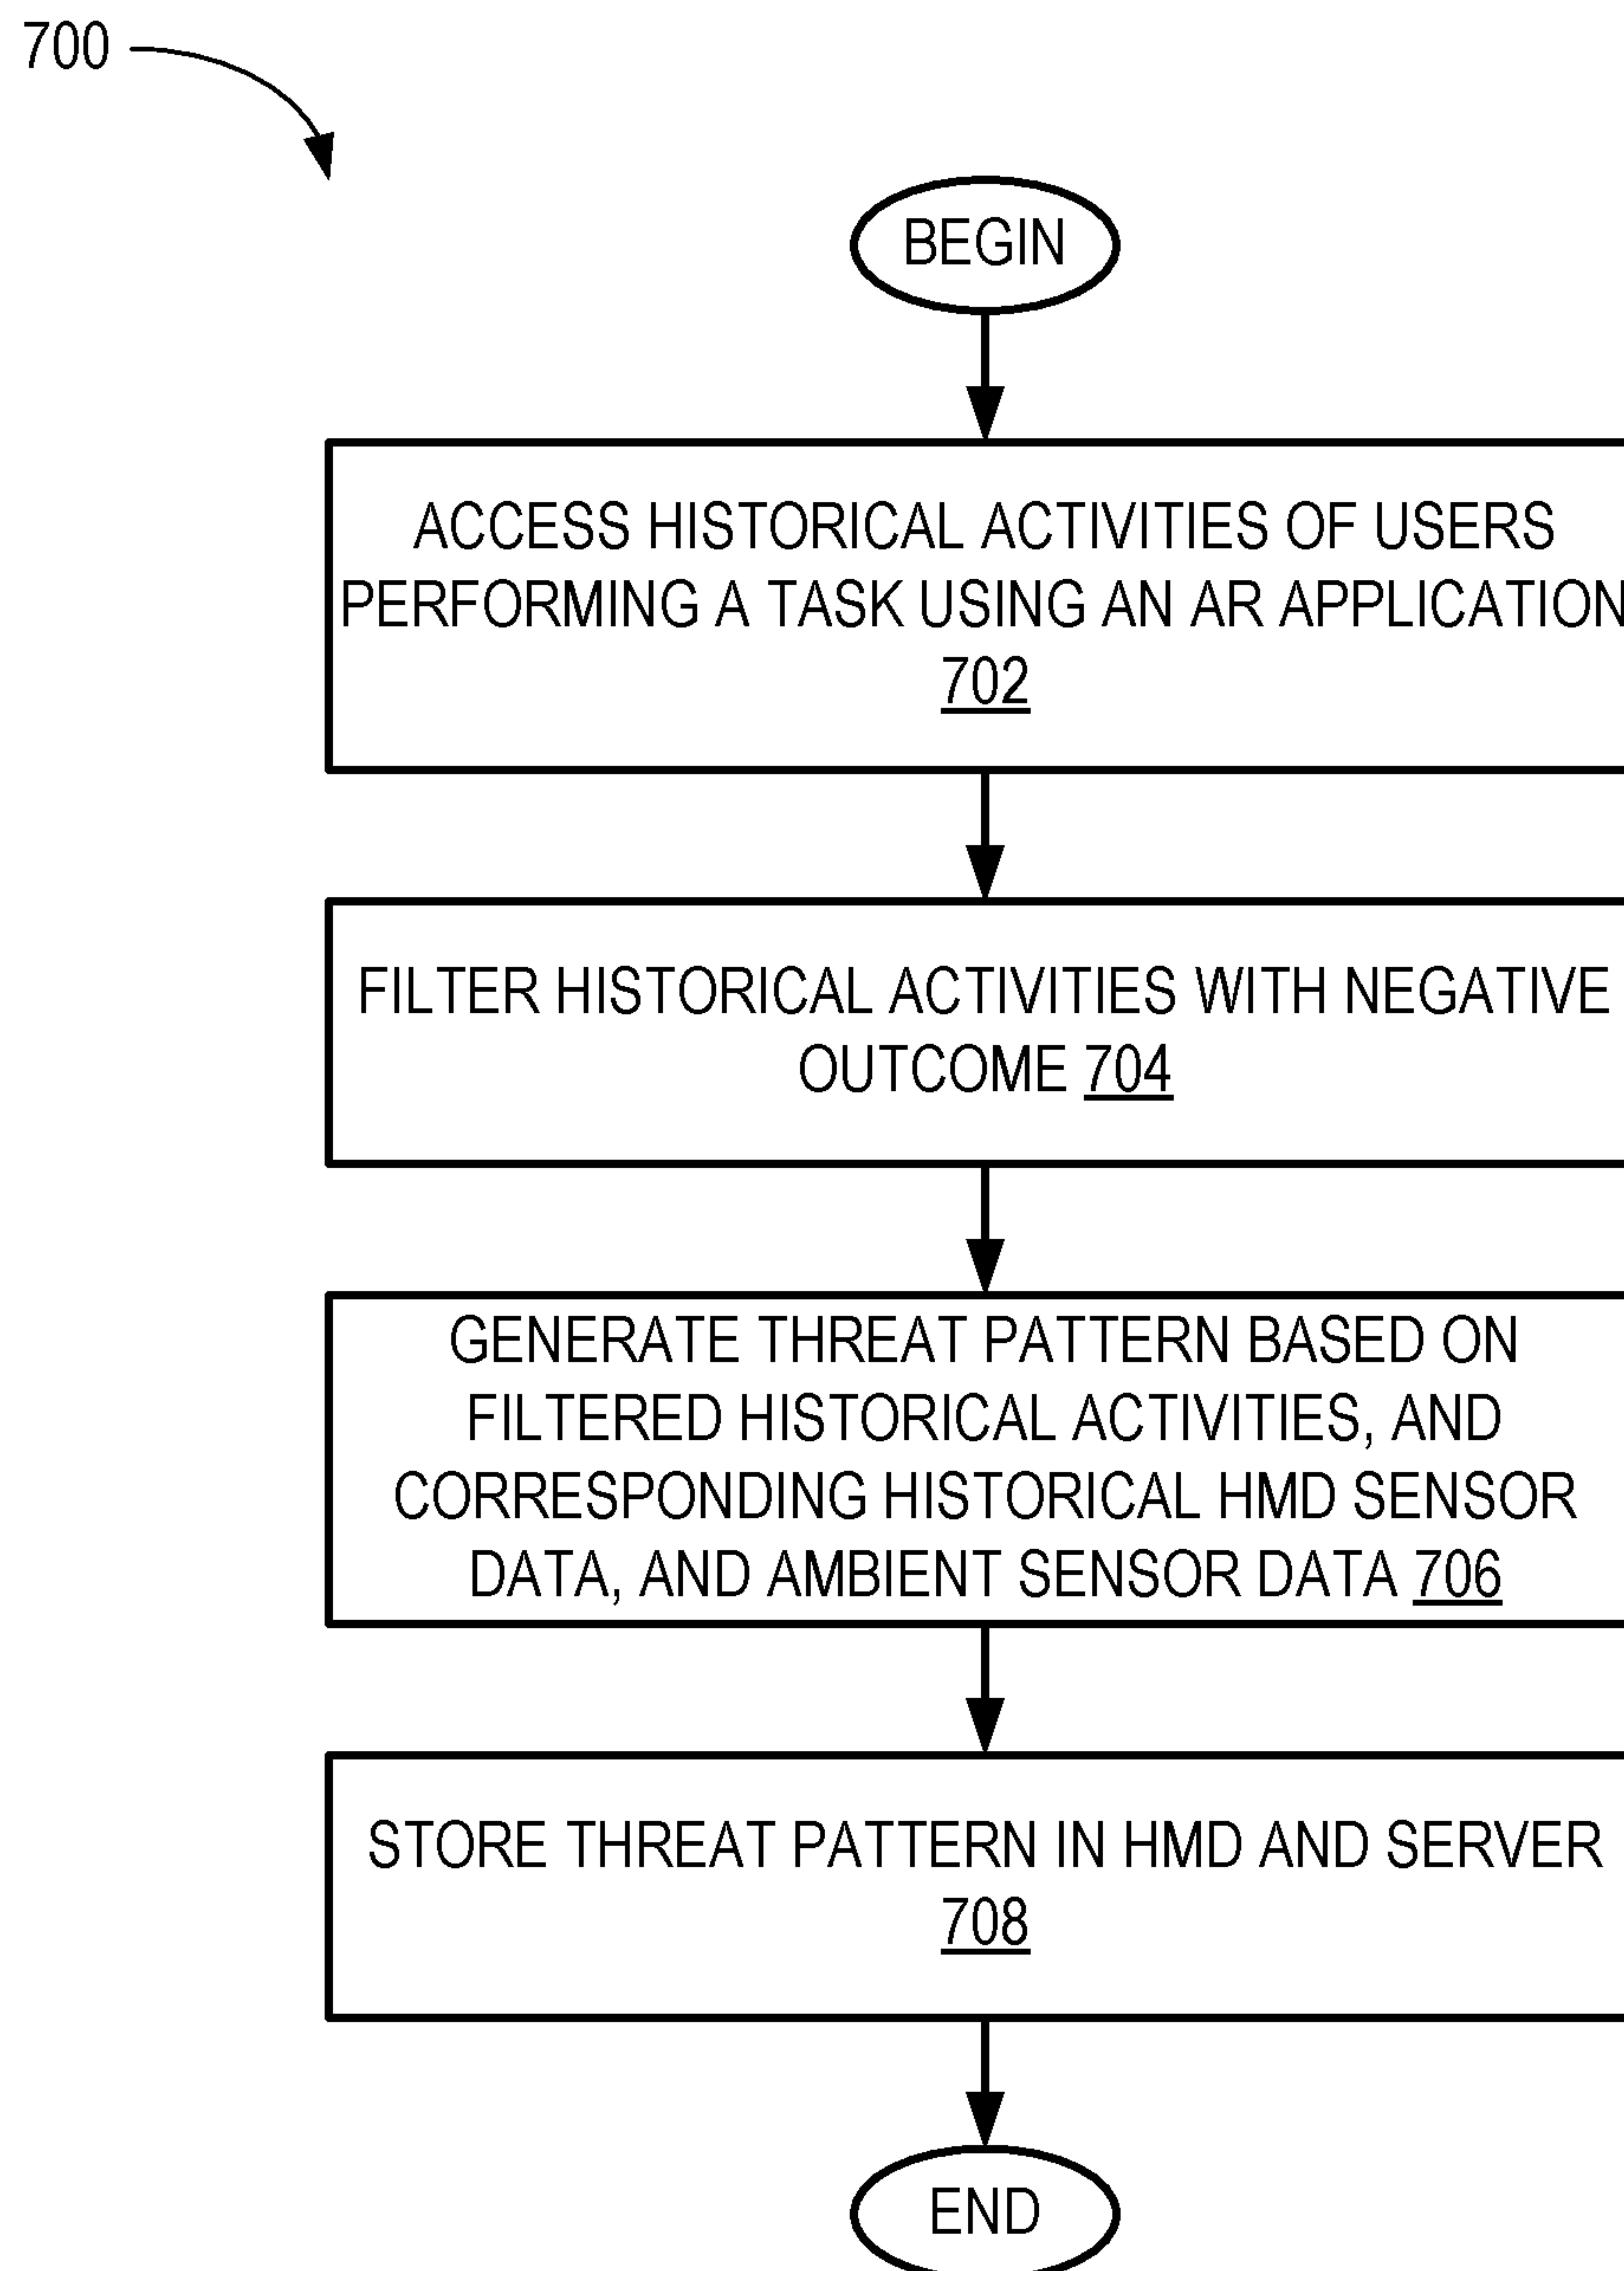 700
BEGIN
ACCESS HISTORICAL ACTIVITIES OF USERS
PERFORMING A TASK USING AN AR APPLICATION
702
FILTER HISTORICAL ACTIVITIES WITH NEGATIVE
OUTCOME 704
GENERATE THREAT PATTERN BASED ON
FILTERED HISTORICAL ACTIVITIES, AND
CORRESPONDING HISTORICAL HMD SENSOR
DATA, AND AMBIENT SENSOR DATA 706
STORE THREAT PATTERN IN HMD AND SERVER
708
END